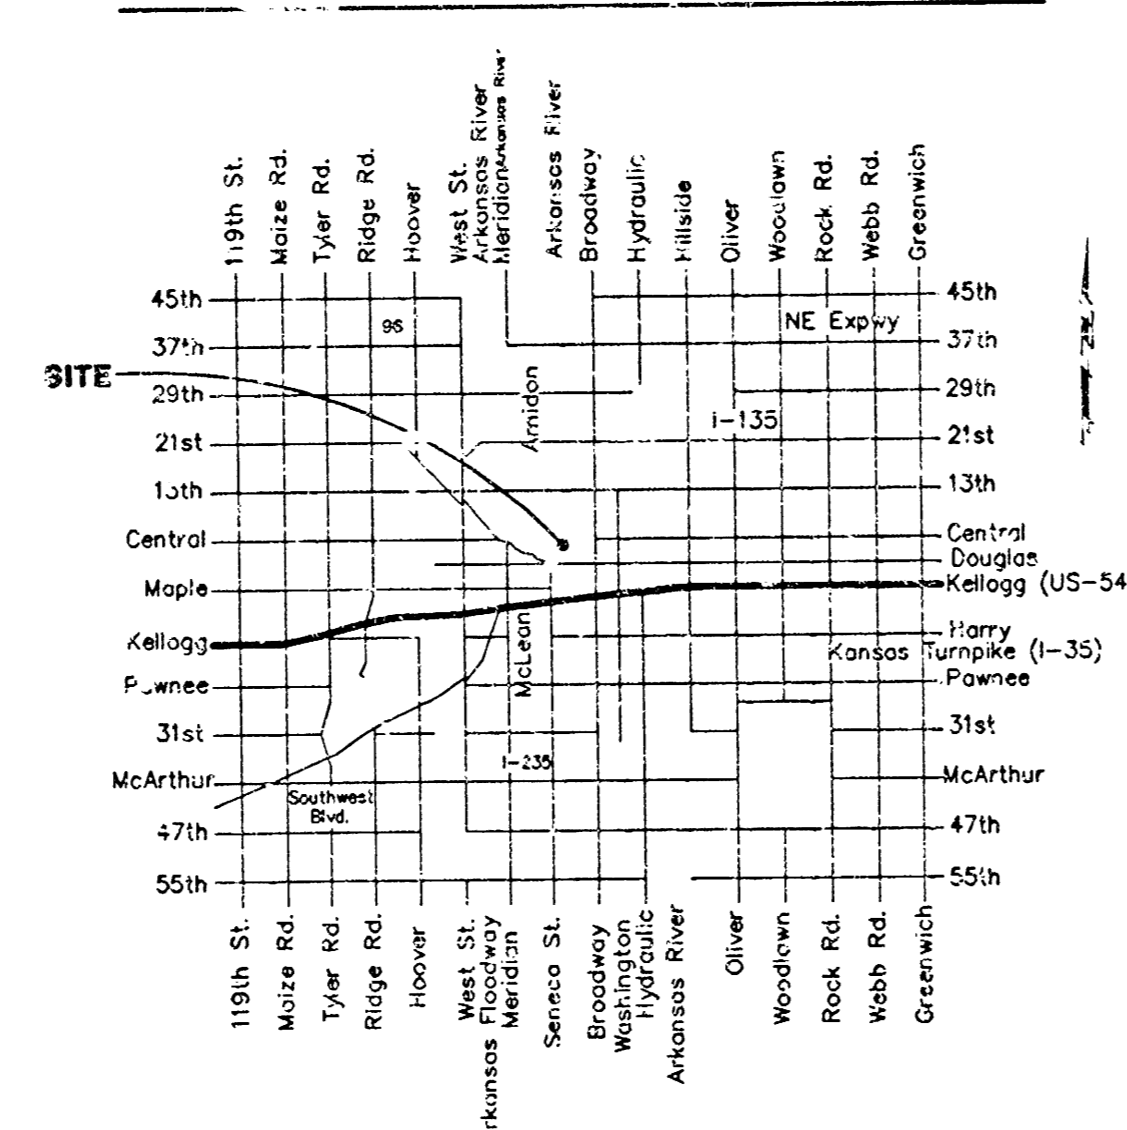 119th St.
Maize Rd.
Tyler Rd.
Ridge Rd.
Hoover
West St.
Arkansas River
Meridian
Arkansas River
Arkansas River
Broadway
Hydraulic
Hillside
Oliver
Woodlawn
Rock Rd.
Webb Rd.
Greenwich
45th
45th
NE Expwy
37th
37th
SITE
29th
Amidon
29th
I-135
21st
21st
13th
13th
Central
Central
Douglas
Maple
Kellogg (US-54
Kellogg
McLean
Harry
Kansas Turnpike (I-35)
Pawnee
Pawnee
31st
31st
I-235
McArthur
McArthur
Southwest
Blvd.
47th
47th
55th
55th
119th St.
Maize Rd.
Tyler Rd.
Ridge Rd.
Hoover
West St.
rkansas Floodway
Meridian
Seneca St.
Broadway
Washington
Hydraulic
Arkansas River
Oliver
Woodlawn
Rock Rd.
Webb Rd.
Greenwich